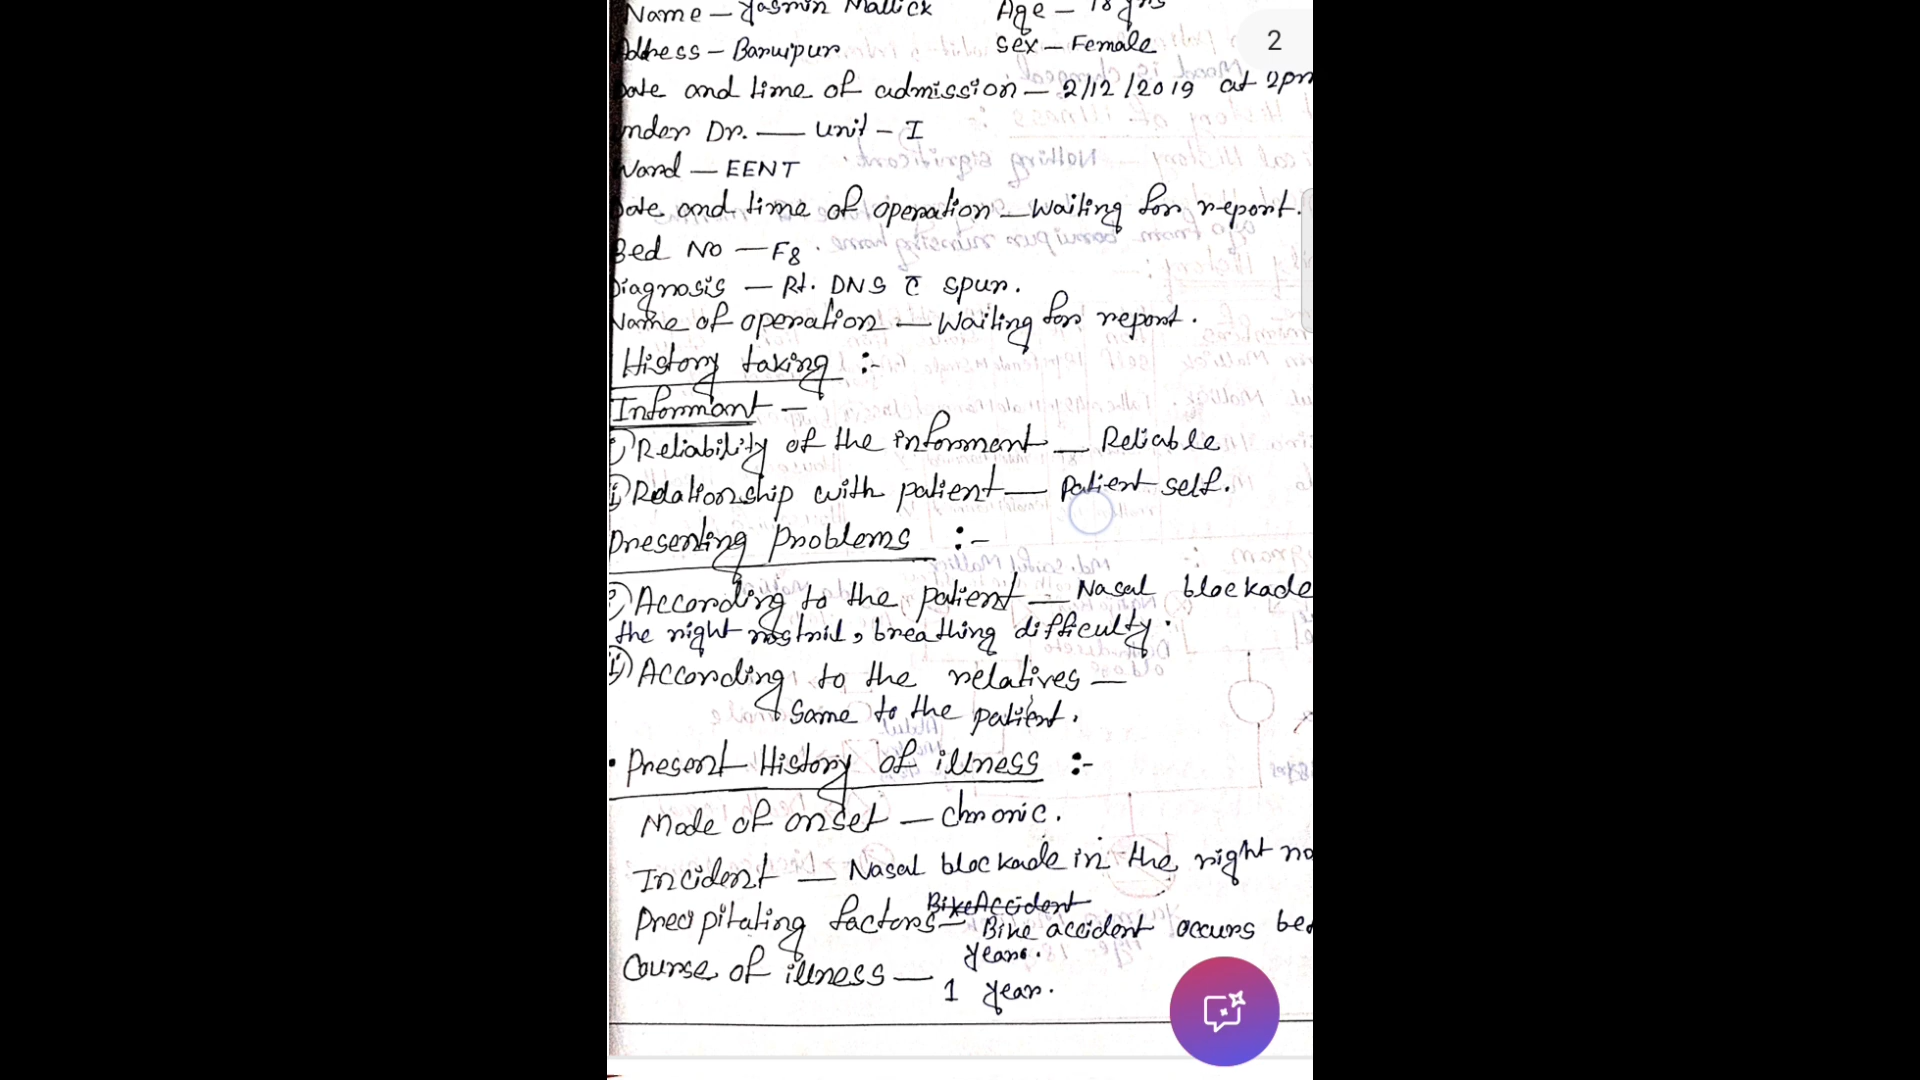 Name – Yasmin Mallick Age – 18 yrs
Address – Baruipur Sex – Female
2
Date and time of admission – 2/12/2019 at 2pm
Under Dr. — Unit – I
Ward – EENT
Date and time of operation – Waiting for report.
Bed No – F8.
Diagnosis – Rt. DNS c̄ spur.
Name of operation – Waiting for report.
History taking :-
Informant –
i) Reliability of the informant – Reliable
ii) Relationship with patient – Patient self.
Presenting Problems :-
i) According to the patient – Nasal blockade
the right nostril, breathing difficulty.
ii) According to the relatives –
Same to the patient.
• Present History of illness :-
Mode of onset – Chronic.
Incident – Nasal blockade in the right no
Bike Accident
Precipitating factors – Bike accident occurs
years.
Course of illness –
1 year.